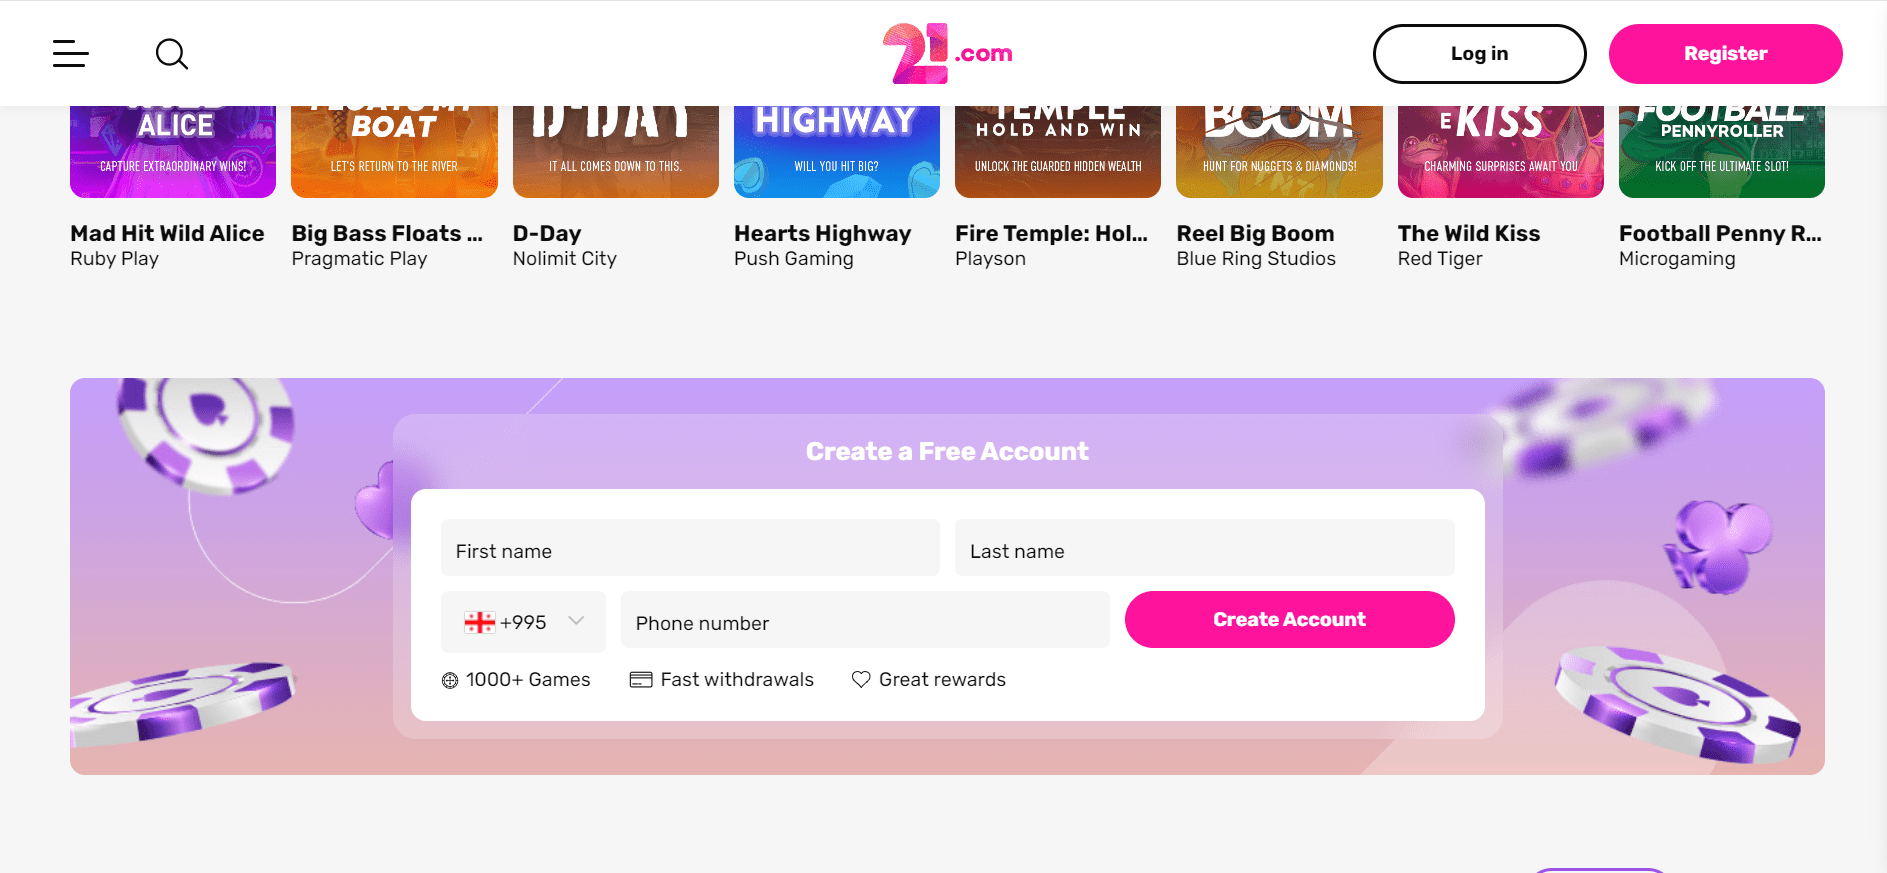 21.com
Log in
Register
ALICE
CAPTURE EXTRAORDINARY WINS!
BOAT
LET'S RETURN TO THE RIVER
D-DAY
IT ALL COMES DOWN TO THIS.
HIGHWAY
WILL YOU HIT BIG?
TEMPLE
HOLD AND WIN
UNLOCK THE GUARDED HIDDEN WEALTH
BOOM
HUNT FOR NUGGETS & DIAMONDS!
E KISS
CHARMING SURPRISES AWAIT YOU
FOOTBALL
PENNYROLLER
KICK OFF THE ULTIMATE SLOT!
Mad Hit Wild Alice
Ruby Play
Big Bass Floats ...
Pragmatic Play
D-Day
Nolimit City
Hearts Highway
Push Gaming
Fire Temple: Hol...
Playson
Reel Big Boom
Blue Ring Studios
The Wild Kiss
Red Tiger
Football Penny R...
Microgaming
Create a Free Account
First name
Last name
+995
Phone number
Create Account
1000+ Games
Fast withdrawals
Great rewards